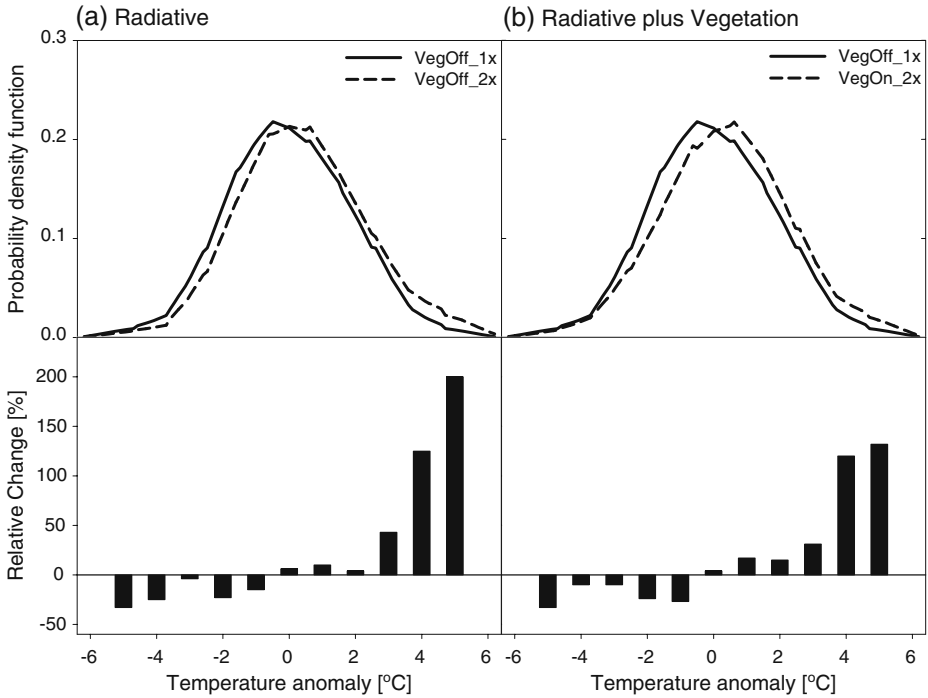 (a) Radiative
(b) Radiative plus Vegetation
Probability density function
0.3
0.2
0.1
0.0
VegOff_1x
VegOff_2x
VegOff_1x
VegOn_2x
Relative Change [%]
200
150
100
50
0
-50
-6 -4 -2 0 2 4 6
-6 -4 -2 0 2 4 6
Temperature anomaly [°C]
Temperature anomaly [°C]